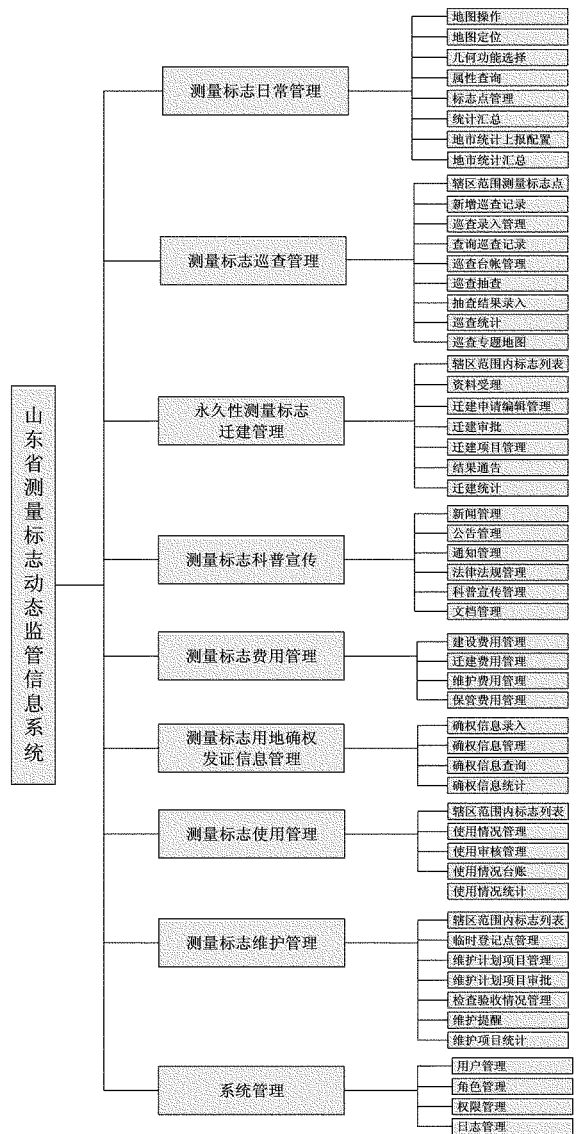 山东省测量标志动态监管信息系统
测量标志日常管理
地图操作
地图定位
几何功能选择
属性查询
标志点管理
统计汇总
地市统计上报配置
地市统计汇总
测量标志巡查管理
辖区范围测量标志点
新增巡查记录
巡查录入管理
查询巡查记录
巡查台帐管理
巡查抽查
抽查结果录入
巡查统计
巡查专题地图
永久性测量标志
迁建管理
辖区范围内标志列表
资料受理
迁建申请编辑管理
迁建审批
迁建项目管理
结果通告
迁建统计
测量标志科普宣传
新闻管理
公告管理
通知管理
法律法规管理
科普宣传管理
文档管理
测量标志费用管理
建设费用管理
迁建费用管理
维护费用管理
保管费用管理
测量标志用地确权
发证信息管理
确权信息录入
确权信息管理
确权信息查询
确权信息统计
测量标志使用管理
辖区范围内标志列表
使用情况管理
使用审核管理
使用情况台账
使用情况统计
测量标志维护管理
辖区范围内标志列表
临时登记点管理
维护计划项目管理
维护计划项目审批
检查验收情况管理
维护提醒
维护项目统计
系统管理
用户管理
角色管理
权限管理
日志管理